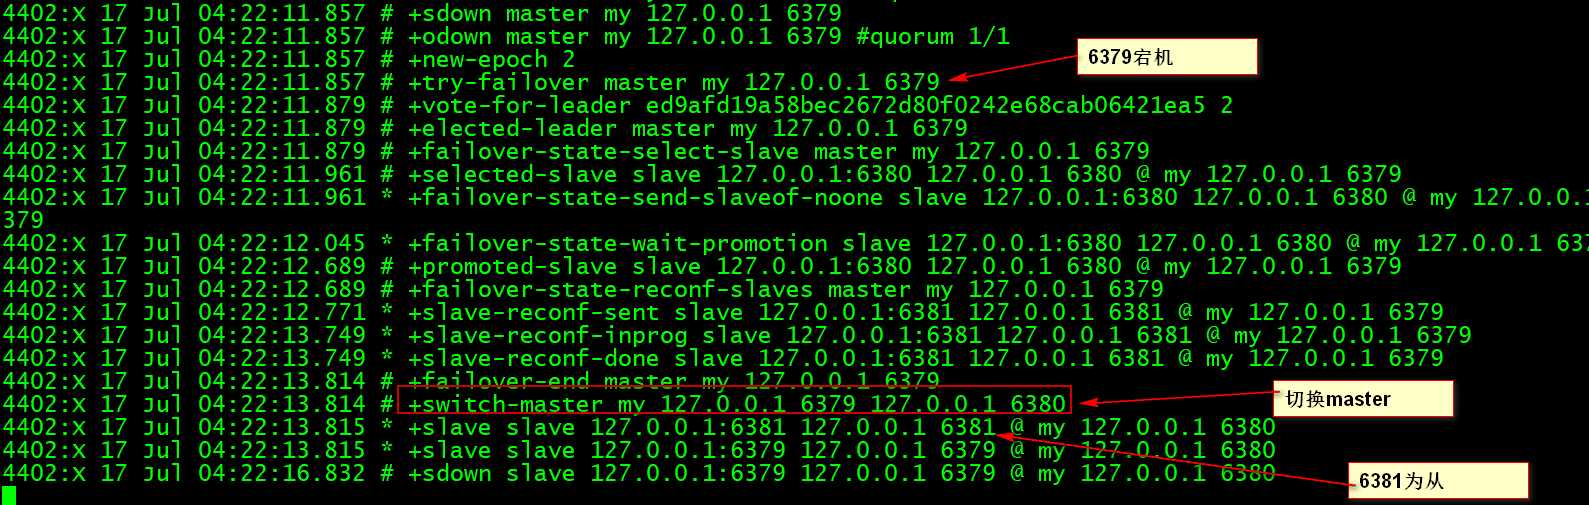 4402:X 17 Jul 04:22:11.857 # +sdown master my 127.0.0.1 6379
4402:X 17 Jul 04:22:11.857 # +odown master my 127.0.0.1 6379 #quorum 1/1
4402:X 17 Jul 04:22:11.857 # +new-epoch 2
6379宕机
4402:X 17 Jul 04:22:11.857 # +try-failover master my 127.0.0.1 6379
4402:X 17 Jul 04:22:11.879 # +vote-for-leader ed9afd19a58bec2672d80f0242e68cab06421ea5 2
4402:X 17 Jul 04:22:11.879 # +elected-leader master my 127.0.0.1 6379
4402:X 17 Jul 04:22:11.879 # +failover-state-select-slave master my 127.0.0.1 6379
4402:X 17 Jul 04:22:11.961 # +selected-slave slave 127.0.0.1:6380 127.0.0.1 6380 @ my 127.0.0.1 6379
4402:X 17 Jul 04:22:11.961 * +failover-state-send-slaveof-noone slave 127.0.0.1:6380 127.0.0.1 6380 @ my 127.0.0.1
379
4402:X 17 Jul 04:22:12.045 * +failover-state-wait-promotion slave 127.0.0.1:6380 127.0.0.1 6380 @ my 127.0.0.1 637
4402:X 17 Jul 04:22:12.689 # +promoted-slave slave 127.0.0.1:6380 127.0.0.1 6380 @ my 127.0.0.1 6379
4402:X 17 Jul 04:22:12.689 # +failover-state-reconf-slaves master my 127.0.0.1 6379
4402:X 17 Jul 04:22:12.771 * +slave-reconf-sent slave 127.0.0.1:6381 127.0.0.1 6381 @ my 127.0.0.1 6379
4402:X 17 Jul 04:22:13.749 * +slave-reconf-inprog slave 127.0.0.1:6381 127.0.0.1 6381 @ my 127.0.0.1 6379
4402:X 17 Jul 04:22:13.749 * +slave-reconf-done slave 127.0.0.1:6381 127.0.0.1 6381 @ my 127.0.0.1 6379
4402:X 17 Jul 04:22:13.814 # +failover-end master my 127.0.0.1 6379
4402:X 17 Jul 04:22:13.814 # +switch-master my 127.0.0.1 6379 127.0.0.1 6380
切换master
4402:X 17 Jul 04:22:13.815 * +slave slave 127.0.0.1:6381 127.0.0.1 6381 @ my 127.0.0.1 6380
4402:X 17 Jul 04:22:13.815 * +slave slave 127.0.0.1:6379 127.0.0.1 6379 @ my 127.0.0.1 6380
4402:X 17 Jul 04:22:16.832 # +sdown slave 127.0.0.1:6379 127.0.0.1 6379 @ my 127.0.0.1 6380
6381为从